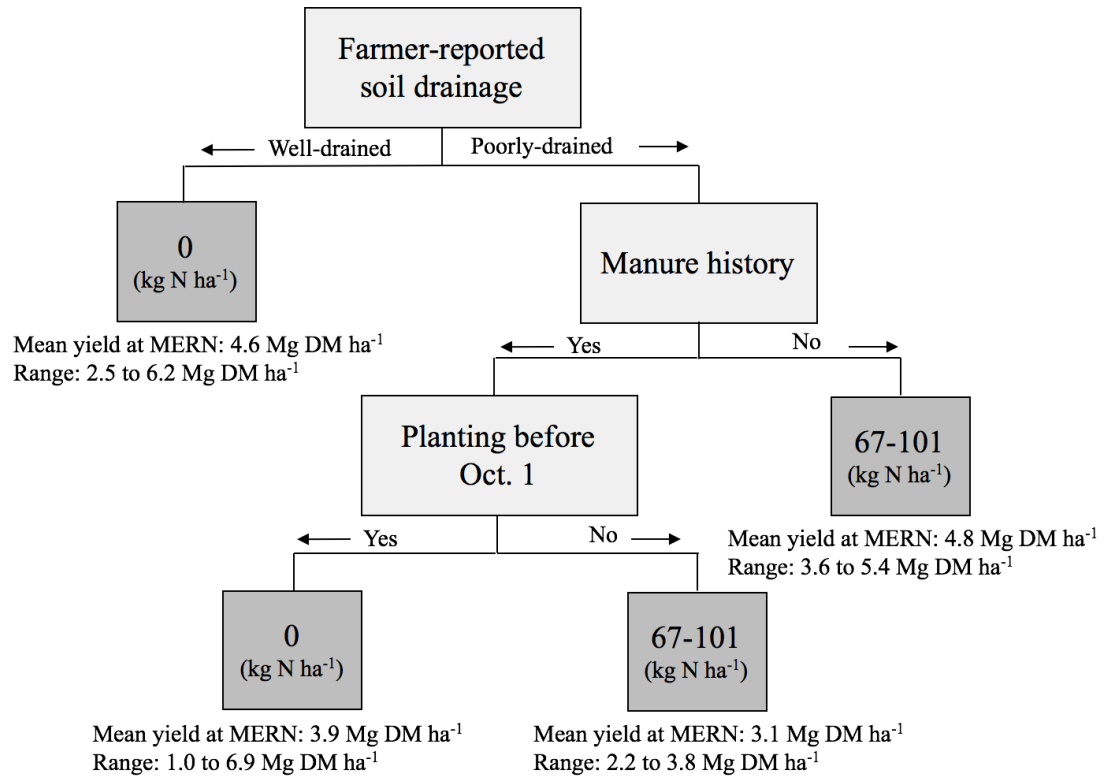 Farmer-reported
soil drainage
Well-drained
Poorly-drained
0
(kg N ha⁻¹)
Mean yield at MERN: 4.6 Mg DM ha⁻¹
Range: 2.5 to 6.2 Mg DM ha⁻¹
Manure history
Yes
No
Planting before
Oct. 1
67-101
(kg N ha⁻¹)
Mean yield at MERN: 4.8 Mg DM ha⁻¹
Range: 3.6 to 5.4 Mg DM ha⁻¹
Yes
No
0
(kg N ha⁻¹)
Mean yield at MERN: 3.9 Mg DM ha⁻¹
Range: 1.0 to 6.9 Mg DM ha⁻¹
67-101
(kg N ha⁻¹)
Mean yield at MERN: 3.1 Mg DM ha⁻¹
Range: 2.2 to 3.8 Mg DM ha⁻¹